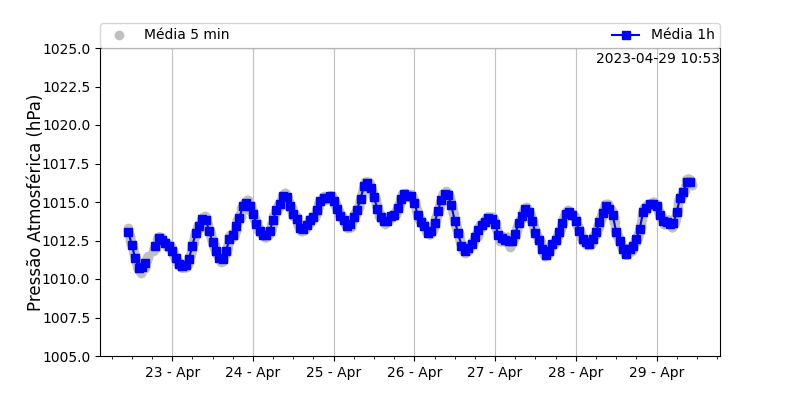 Média 5 min
Média 1h
2023-04-29 10:53
Pressão Atmosférica (hPa)
1025.0
1022.5
1020.0
1017.5
1015.0
1012.5
1010.0
1007.5
1005.0
23 - Apr
24 - Apr
25 - Apr
26 - Apr
27 - Apr
28 - Apr
29 - Apr